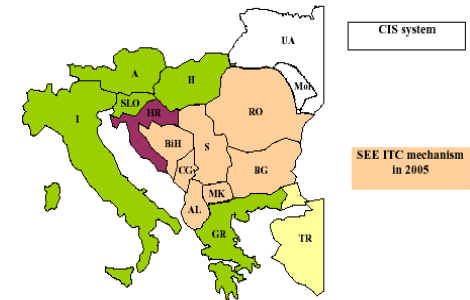 CIS system
UA
A
H
Mol
SLO
HR
RO
I
BiH
S
SEE ITC mechanism
in 2005
CG
BG
MK
AL
GR
TR